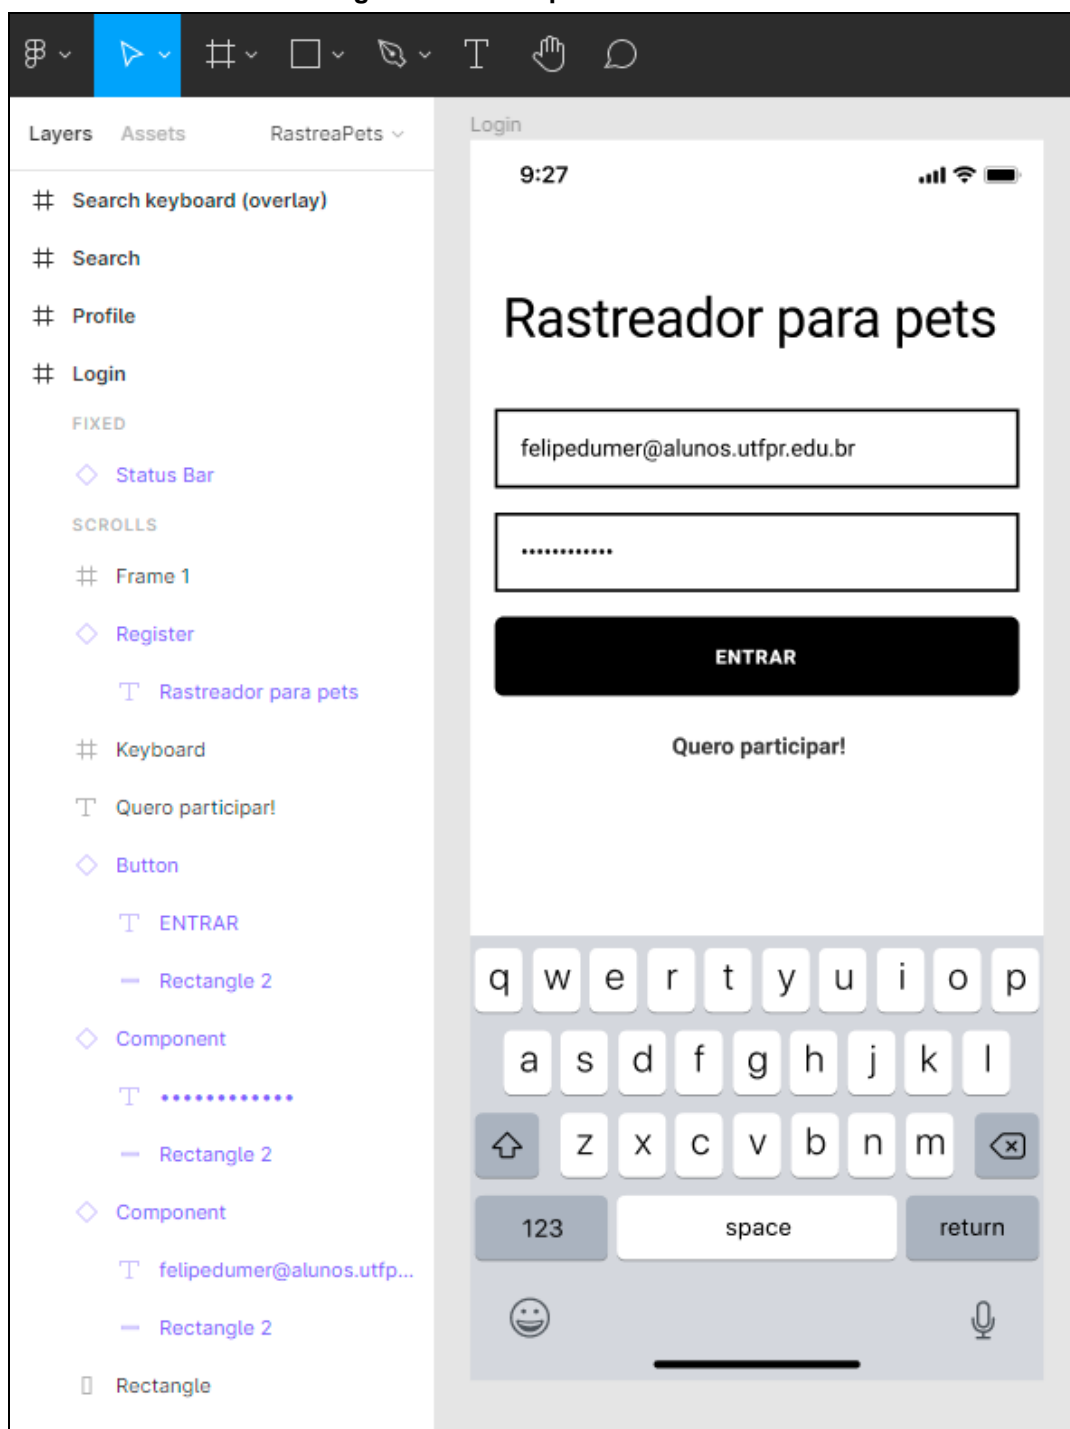 Layers Assets RastreaPets
Search keyboard (overlay)
Search
Profile
Login
FIXED
Status Bar
SCROLLS
Frame 1
Register
Rastreador para pets
Keyboard
Quero participar!
Button
ENTRAR
Rectangle 2
Component
••••••••••••
Rectangle 2
Component
felipedumer@alunos.utfp...
Rectangle 2
Rectangle
Login
9:27
Rastreador para pets
felipedumer@alunos.utfpr.edu.br
••••••••••••
ENTRAR
Quero participar!
q w e r t y u i o p
a s d f g h j k l
z x c v b n m
123 space return